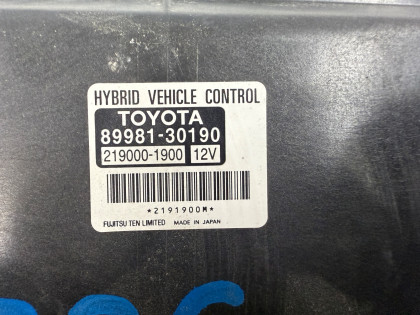 HYBRID VEHICLE CONTROL
TOYOTA
89981-30190
219000-1900 12V
*2191900M*
FUJITSU TEN LIMITED MADE IN JAPAN